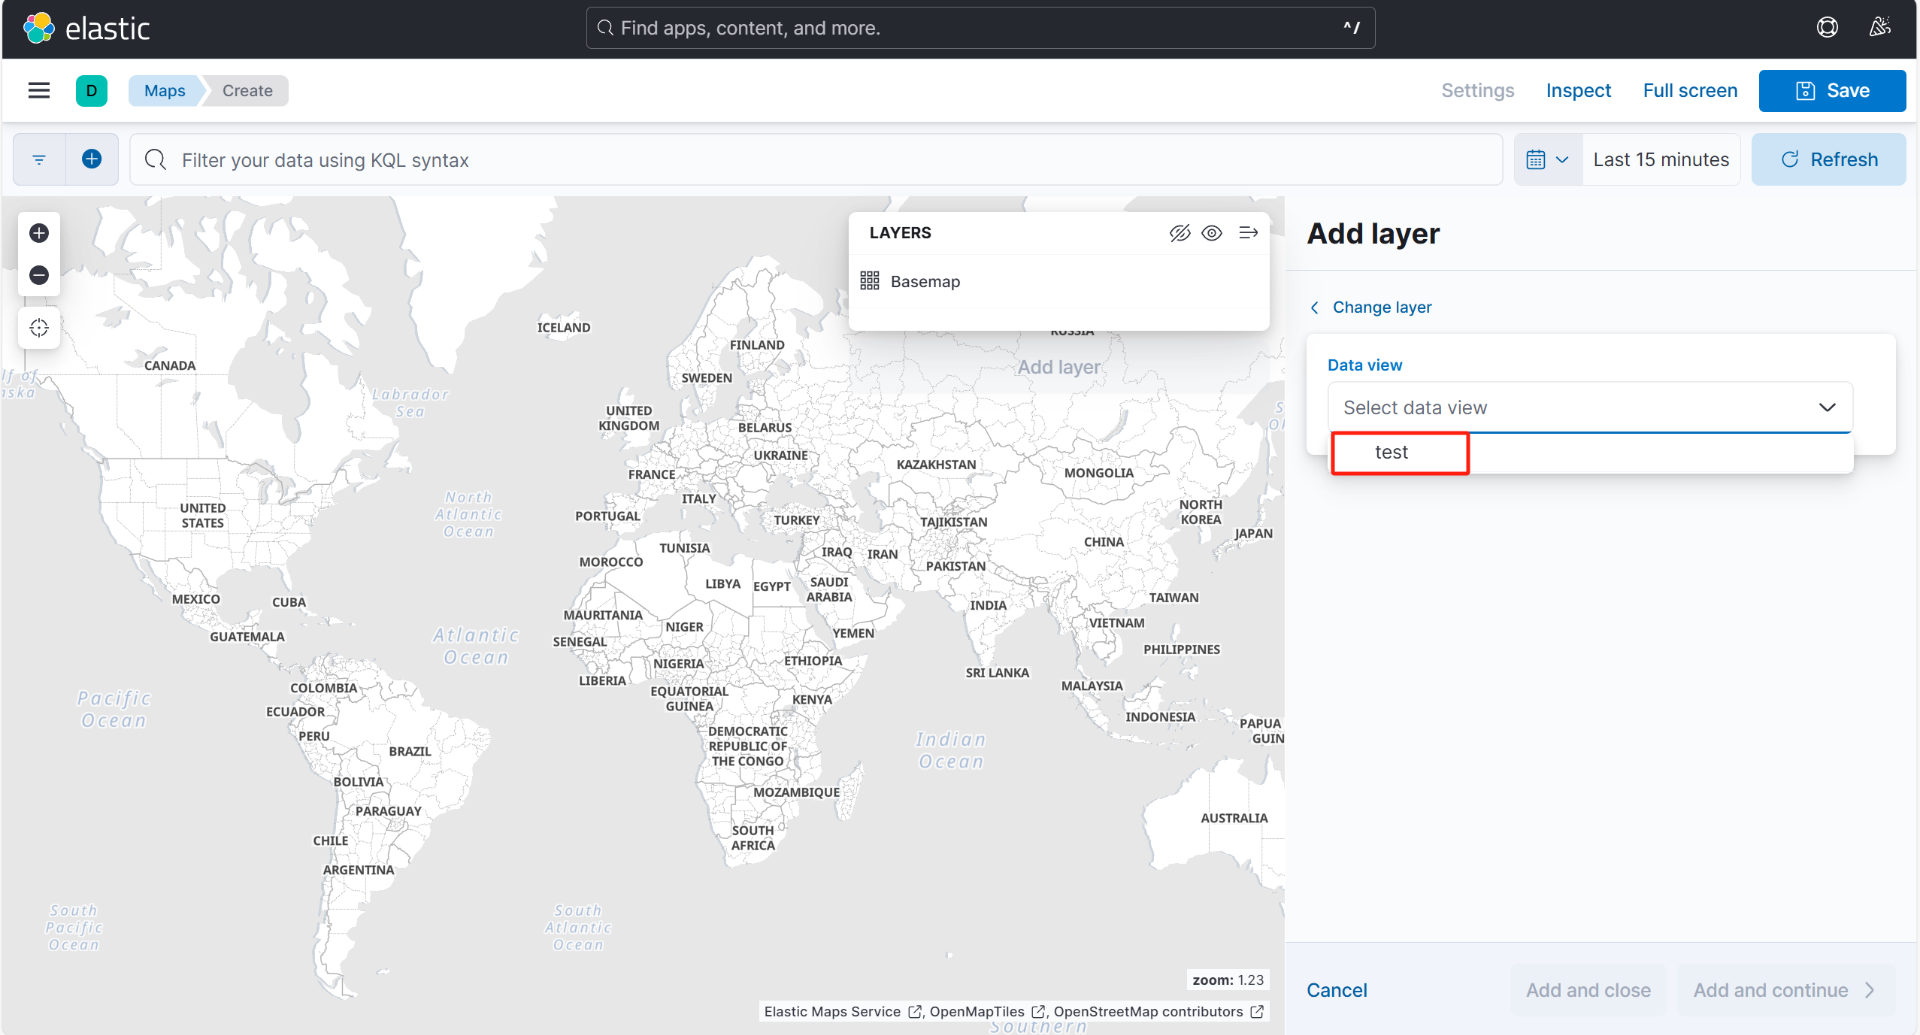 elastic
Find apps, content, and more.
^/
D
Maps
Create
Settings
Inspect
Full screen
Save
Filter your data using KQL syntax
Last 15 minutes
Refresh
LAYERS
Basemap
Add layer
Add layer
Change layer
Data view
Select data view
test
Cancel
Add and close
Add and continue
ICELAND
RUSSIA
FINLAND
CANADA
SWEDEN
Labrador
Sea
UNITED
KINGDOM
BELARUS
UKRAINE
KAZAKHSTAN
MONGOLIA
FRANCE
ITALY
North
Atlantic
Ocean
UNITED
STATES
PORTUGAL
TURKEY
TAJIKISTAN
NORTH
KOREA
JAPAN
CHINA
TUNISIA
IRAQ
IRAN
MOROCCO
PAKISTAN
LIBYA
EGYPT
SAUDI
ARABIA
MEXICO
CUBA
TAIWAN
INDIA
MAURITANIA
NIGER
VIETNAM
YEMEN
GUATEMALA
Atlantic
Ocean
SENEGAL
PHILIPPINES
NIGERIA
ETHIOPIA
SRI LANKA
LIBERIA
MALAYSIA
COLOMBIA
EQUATORIAL
GUINEA
KENYA
Pacific
Ocean
ECUADOR
INDONESIA
PAPUA
GUIN
PERU
DEMOCRATIC
REPUBLIC OF
THE CONGO
Indian
Ocean
BRAZIL
BOLIVIA
MOZAMBIQUE
PARAGUAY
AUSTRALIA
CHILE
SOUTH
AFRICA
ARGENTINA
South
Pacific
Ocean
South
Atlantic
Ocean
zoom: 1.23
Elastic Maps Service , OpenMapTiles , OpenStreetMap contributors
Southern